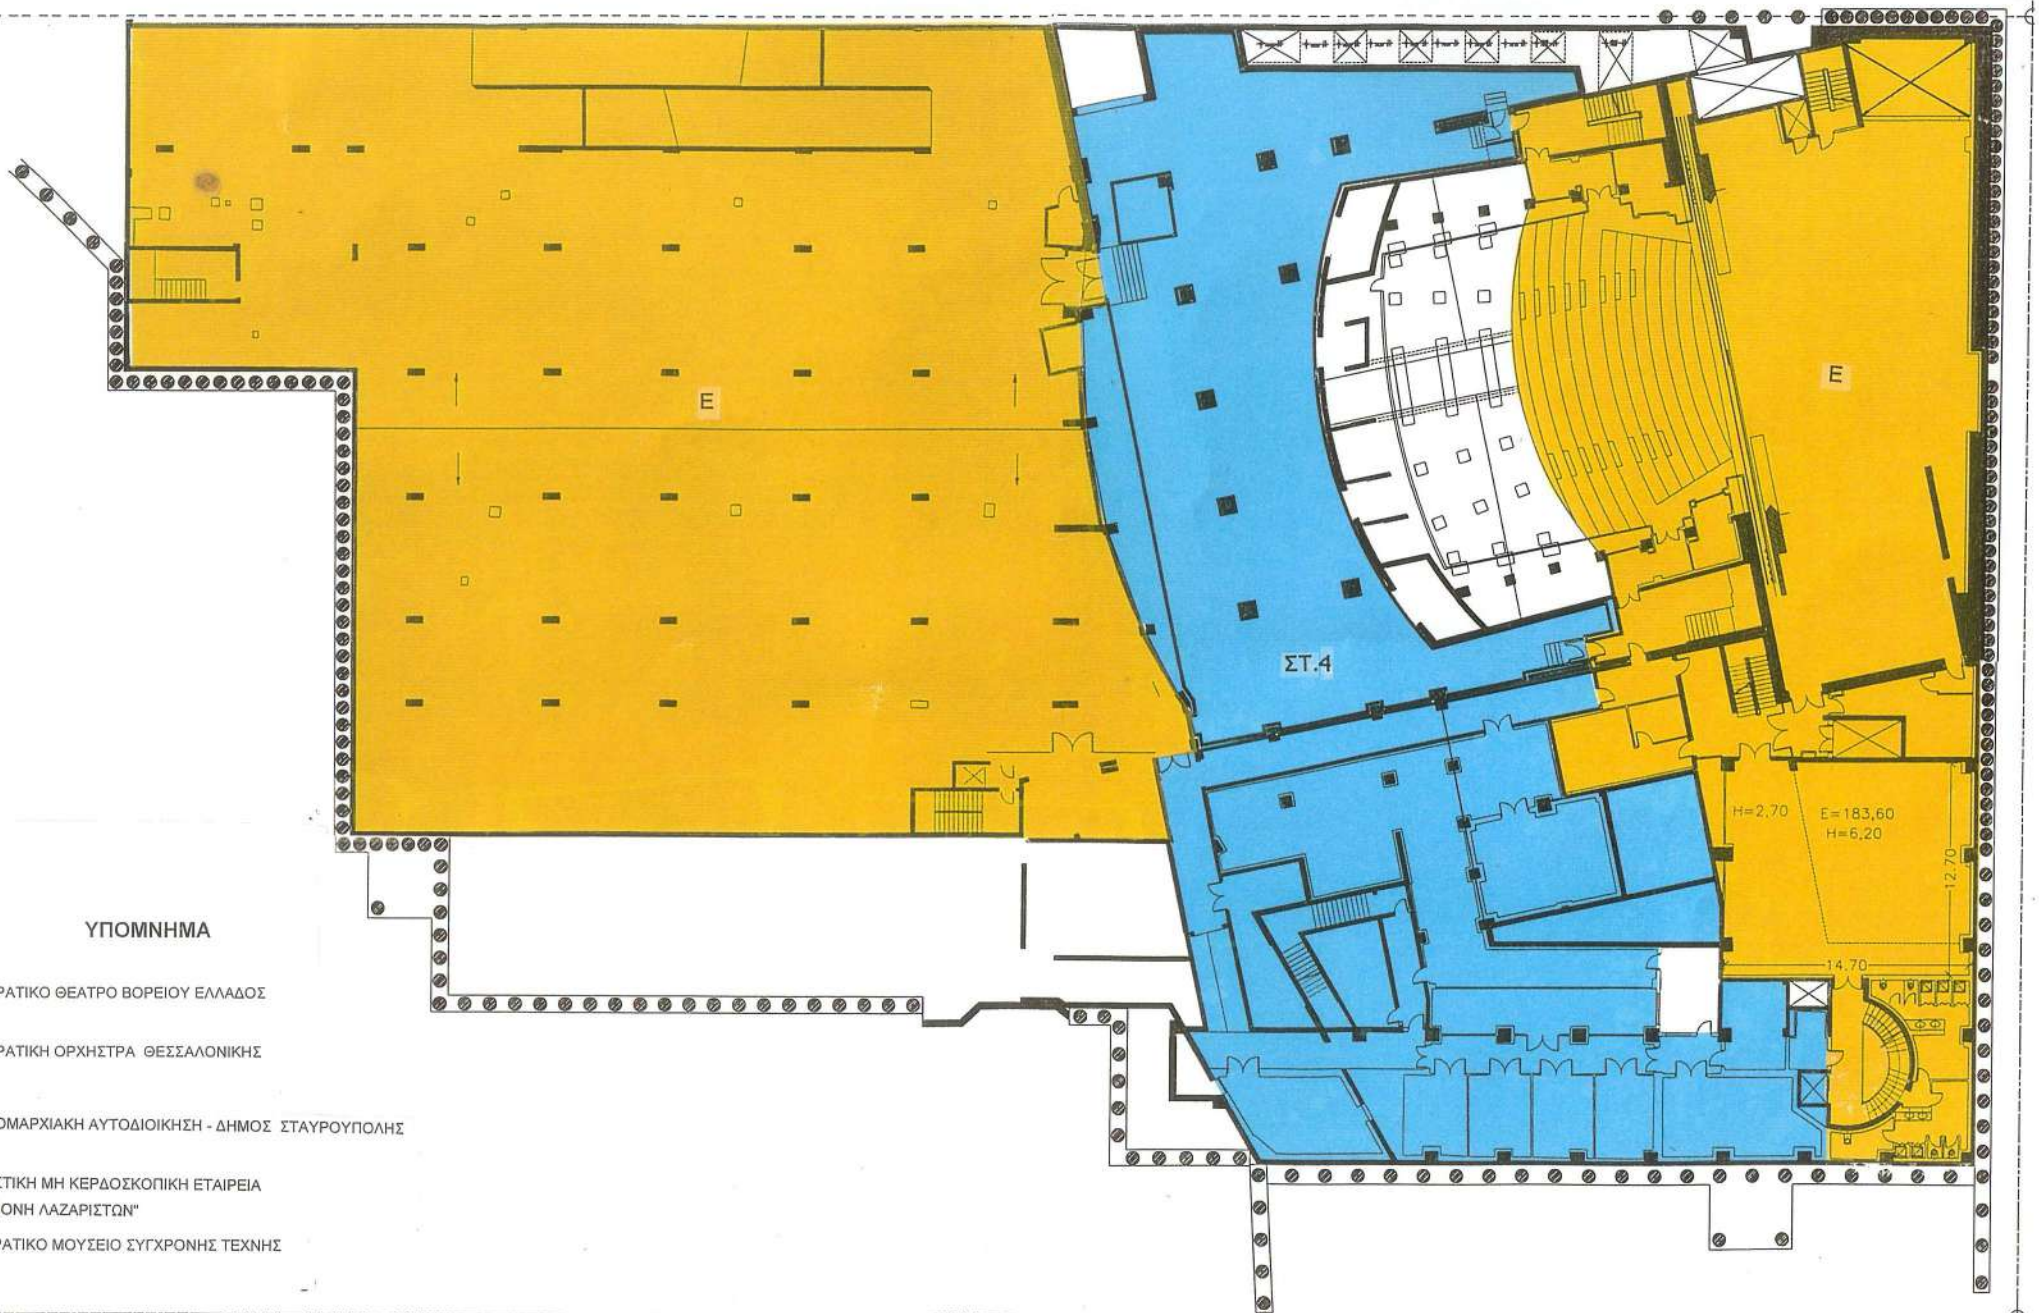 E
E
ΣΤ.4
H=2,70
E=183,60
H=6,20
12.70
14.70
ΥΠΟΜΝΗΜΑ
ΡΑΤΙΚΟ ΘΕΑΤΡΟ ΒΟΡΕΙΟΥ ΕΛΛΑΔΟΣ
ΡΑΤΙΚΗ ΟΡΧΗΣΤΡΑ ΘΕΣΣΑΛΟΝΙΚΗΣ
ΟΜΑΡΧΙΑΚΗ ΑΥΤΟΔΙΟΙΚΗΣΗ - ΔΗΜΟΣ ΣΤΑΥΡΟΥΠΟΛΗΣ
ΣΤΙΚΗ ΜΗ ΚΕΡΔΟΣΚΟΠΙΚΗ ΕΤΑΙΡΕΙΑ
ΟΝΗ ΛΑΖΑΡΙΣΤΩΝ"
ΡΑΤΙΚΟ ΜΟΥΣΕΙΟ ΣΥΓΧΡΟΝΗΣ ΤΕΧΝΗΣ